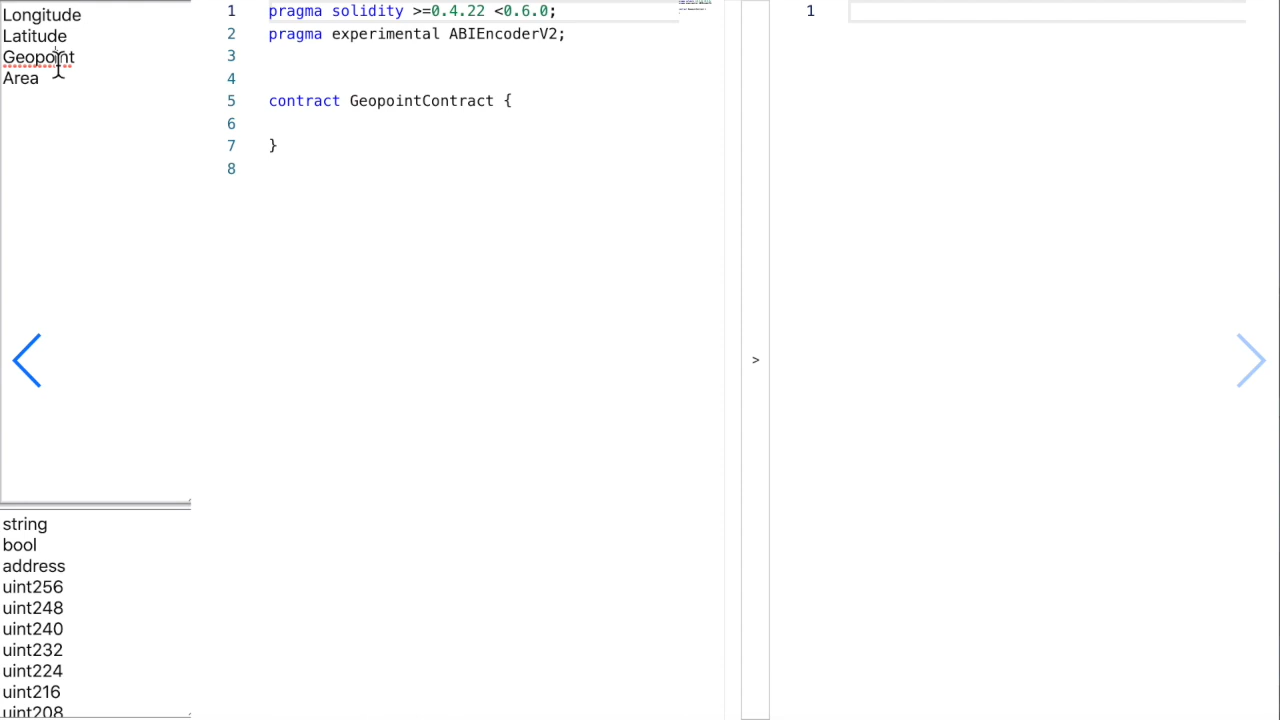 Longitude
Latitude
Geopoint
Area
string
bool
address
uint256
uint248
uint240
uint232
uint224
uint216
uint208
1 pragma solidity >=0.4.22 <0.6.0;
2 pragma experimental ABIEncoderV2;
3
4
5 contract GeopointContract {
6
7 }
8
>
1